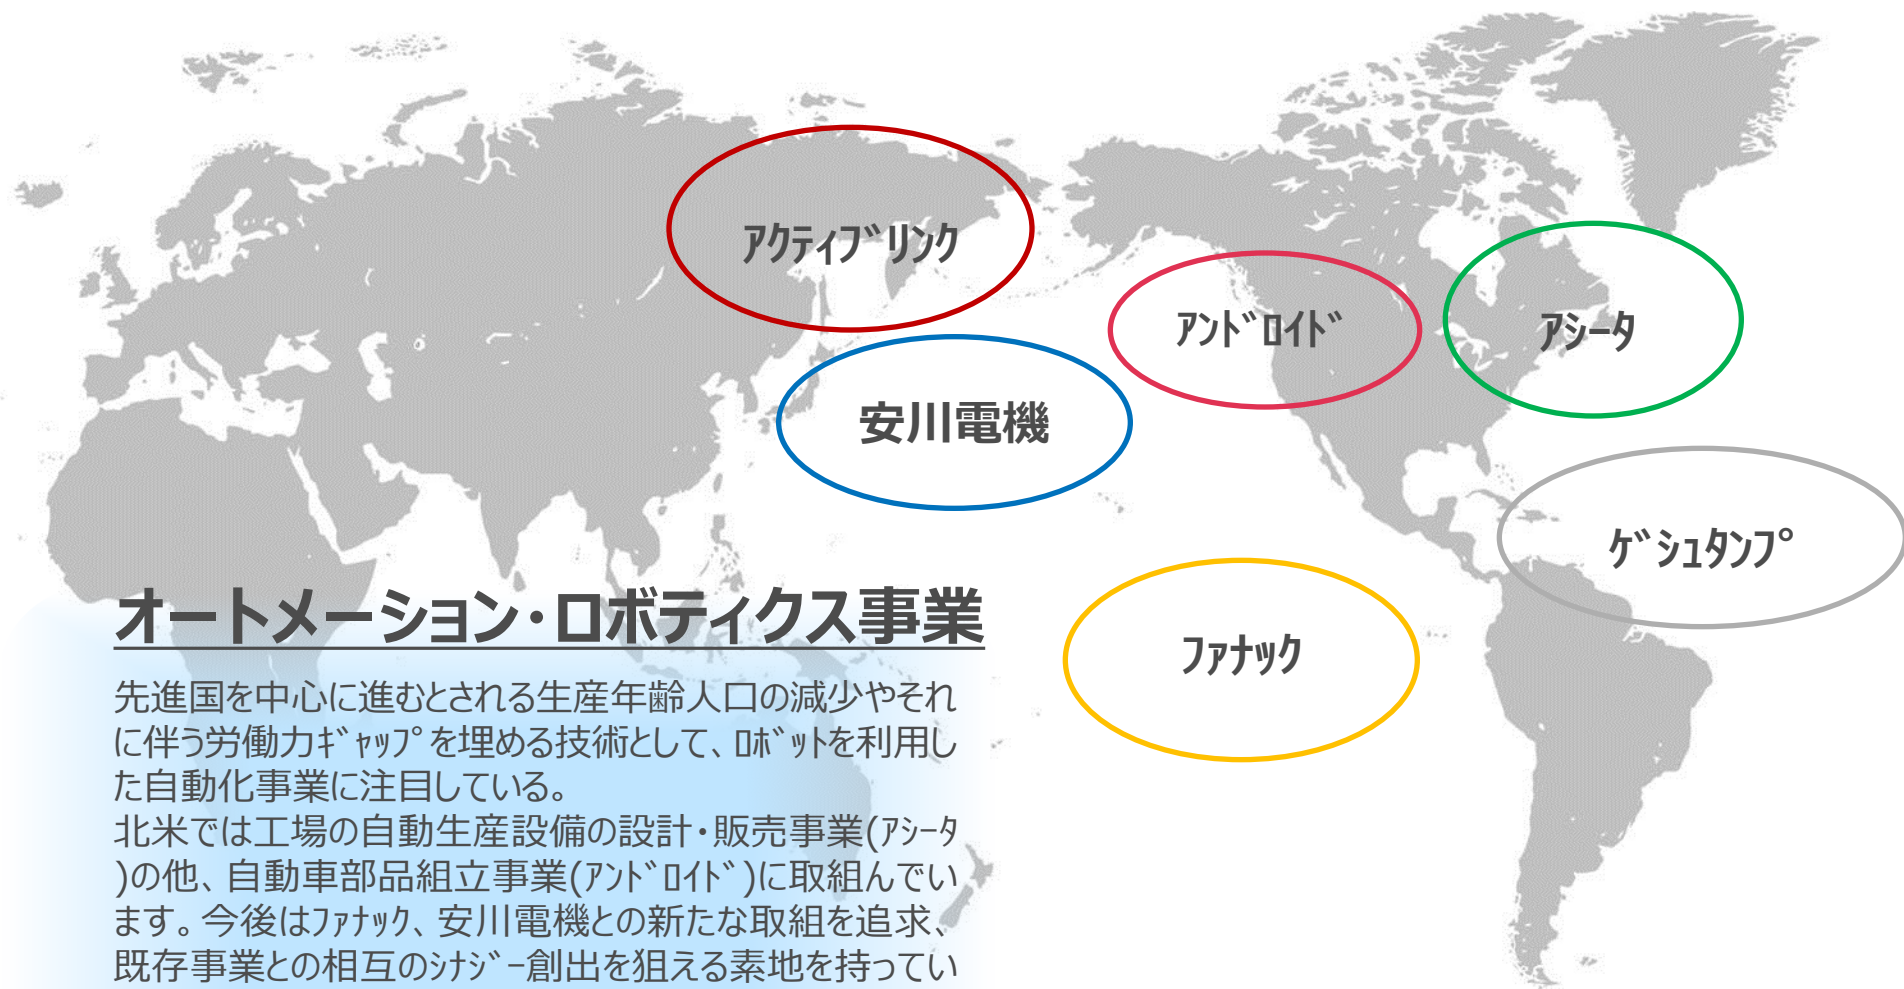 アクティブリンク
アンドロイド
アシータ
安川電機
ゲシュタンプ
ファナック
オートメーション・ロボティクス事業
先進国を中心に進むとされる生産年齢人口の減少やそれ
に伴う労働力ギャップを埋める技術として、ロボットを利用し
た自動化事業に注目している。
北米では工場の自動生産設備の設計・販売事業(アシータ
)の他、自動車部品組立事業(アンドロイド)に取組んでい
ます。今後はファナック、安川電機との新たな取組を追求、
既存事業との相互のシナジー創出を狙える素地を持ってい